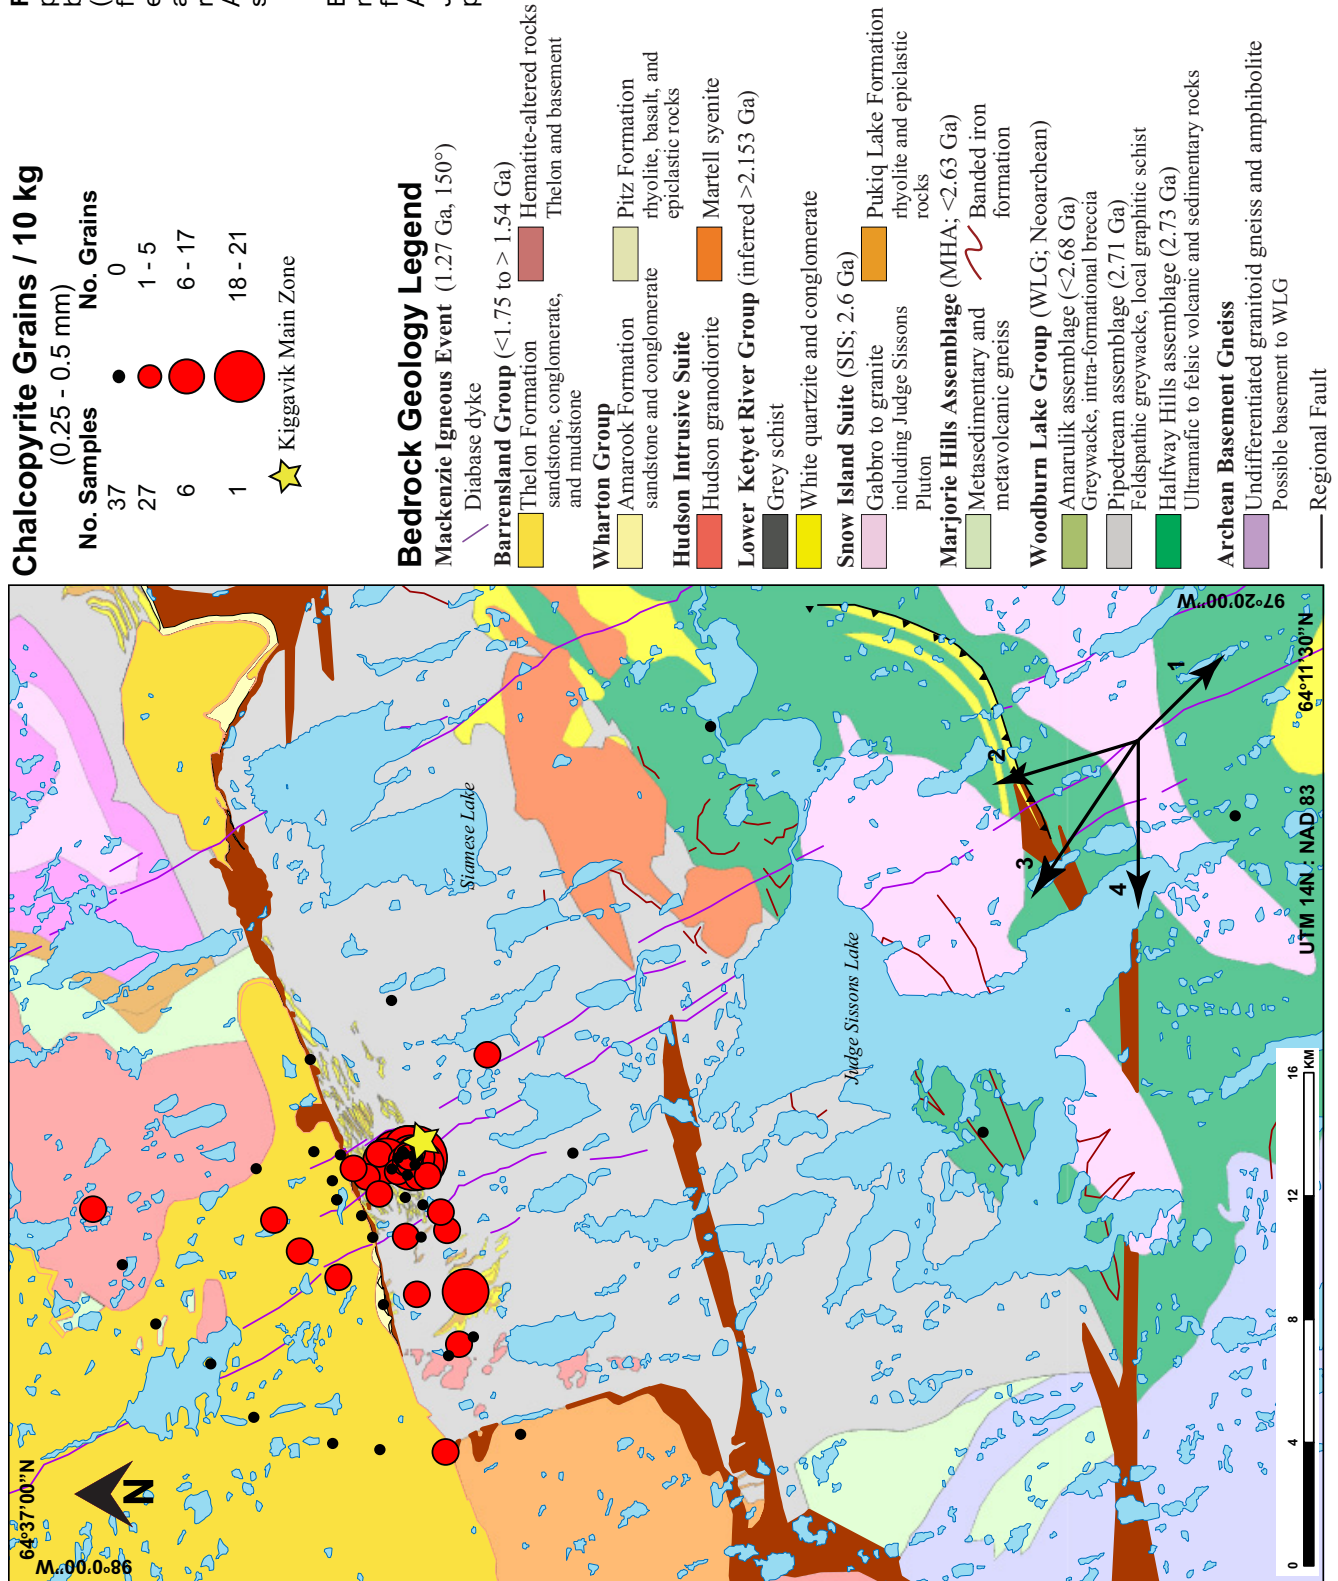 Chalcopyrite Grains / 10 kg
(0.25 - 0.5 mm)
No. Samples
No. Grains
37
0
27
1 - 5
6
6 - 17
1
18 - 21
Kiggavik Main Zone
Bedrock Geology Legend
Mackenzie Igneous Event (1.27 Ga, 150°)
Diabase dyke
Barrensland Group (<1.75 to > 1.54 Ga)
Thelon Formation
sandstone, conglomerate,
and mudstone
Hematite-altered rocks
Thelon and basement
Wharton Group
Amarook Formation
sandstone and conglomerate
Pitz Formation
rhyolite, basalt, and
epiclastic rocks
Hudson Intrusive Suite
Hudson granodiorite
Martell syenite
Lower Ketyet River Group (inferred >2.153 Ga)
Grey schist
White quartzite and conglomerate
Snow Island Suite (SIS; 2.6 Ga)
Gabbro to granite
including Judge Sissons
Pluton
Pukiq Lake Formation
rhyolite and epiclastic
rocks
Marjorie Hills Assemblage (MHA; <2.63 Ga)
Metasedimentary and
metavolcanic gneiss
Banded iron
formation
Woodburn Lake Group (WLG; Neoarchean)
Amarulik assemblage (<2.68 Ga)
Greywacke, intra-formational breccia
Pipedream assemblage (2.71 Ga)
Feldspathic greywacke, local graphitic schist
Halfway Hills assemblage (2.73 Ga)
Ultramafic to felsic volcanic and sedimentary rocks
Archean Basement Gneiss
Undifferentiated granitoid gneiss and amphibolite
Possible basement to WLG
Regional Fault
64°37'00"N
98°0'00"W
N
Siamese Lake
Judge Sissons Lake
1
2
3
4
97°20'00"W
64°11'30"N
UTM 14N : NAD 83
0
4
8
12
16
KM